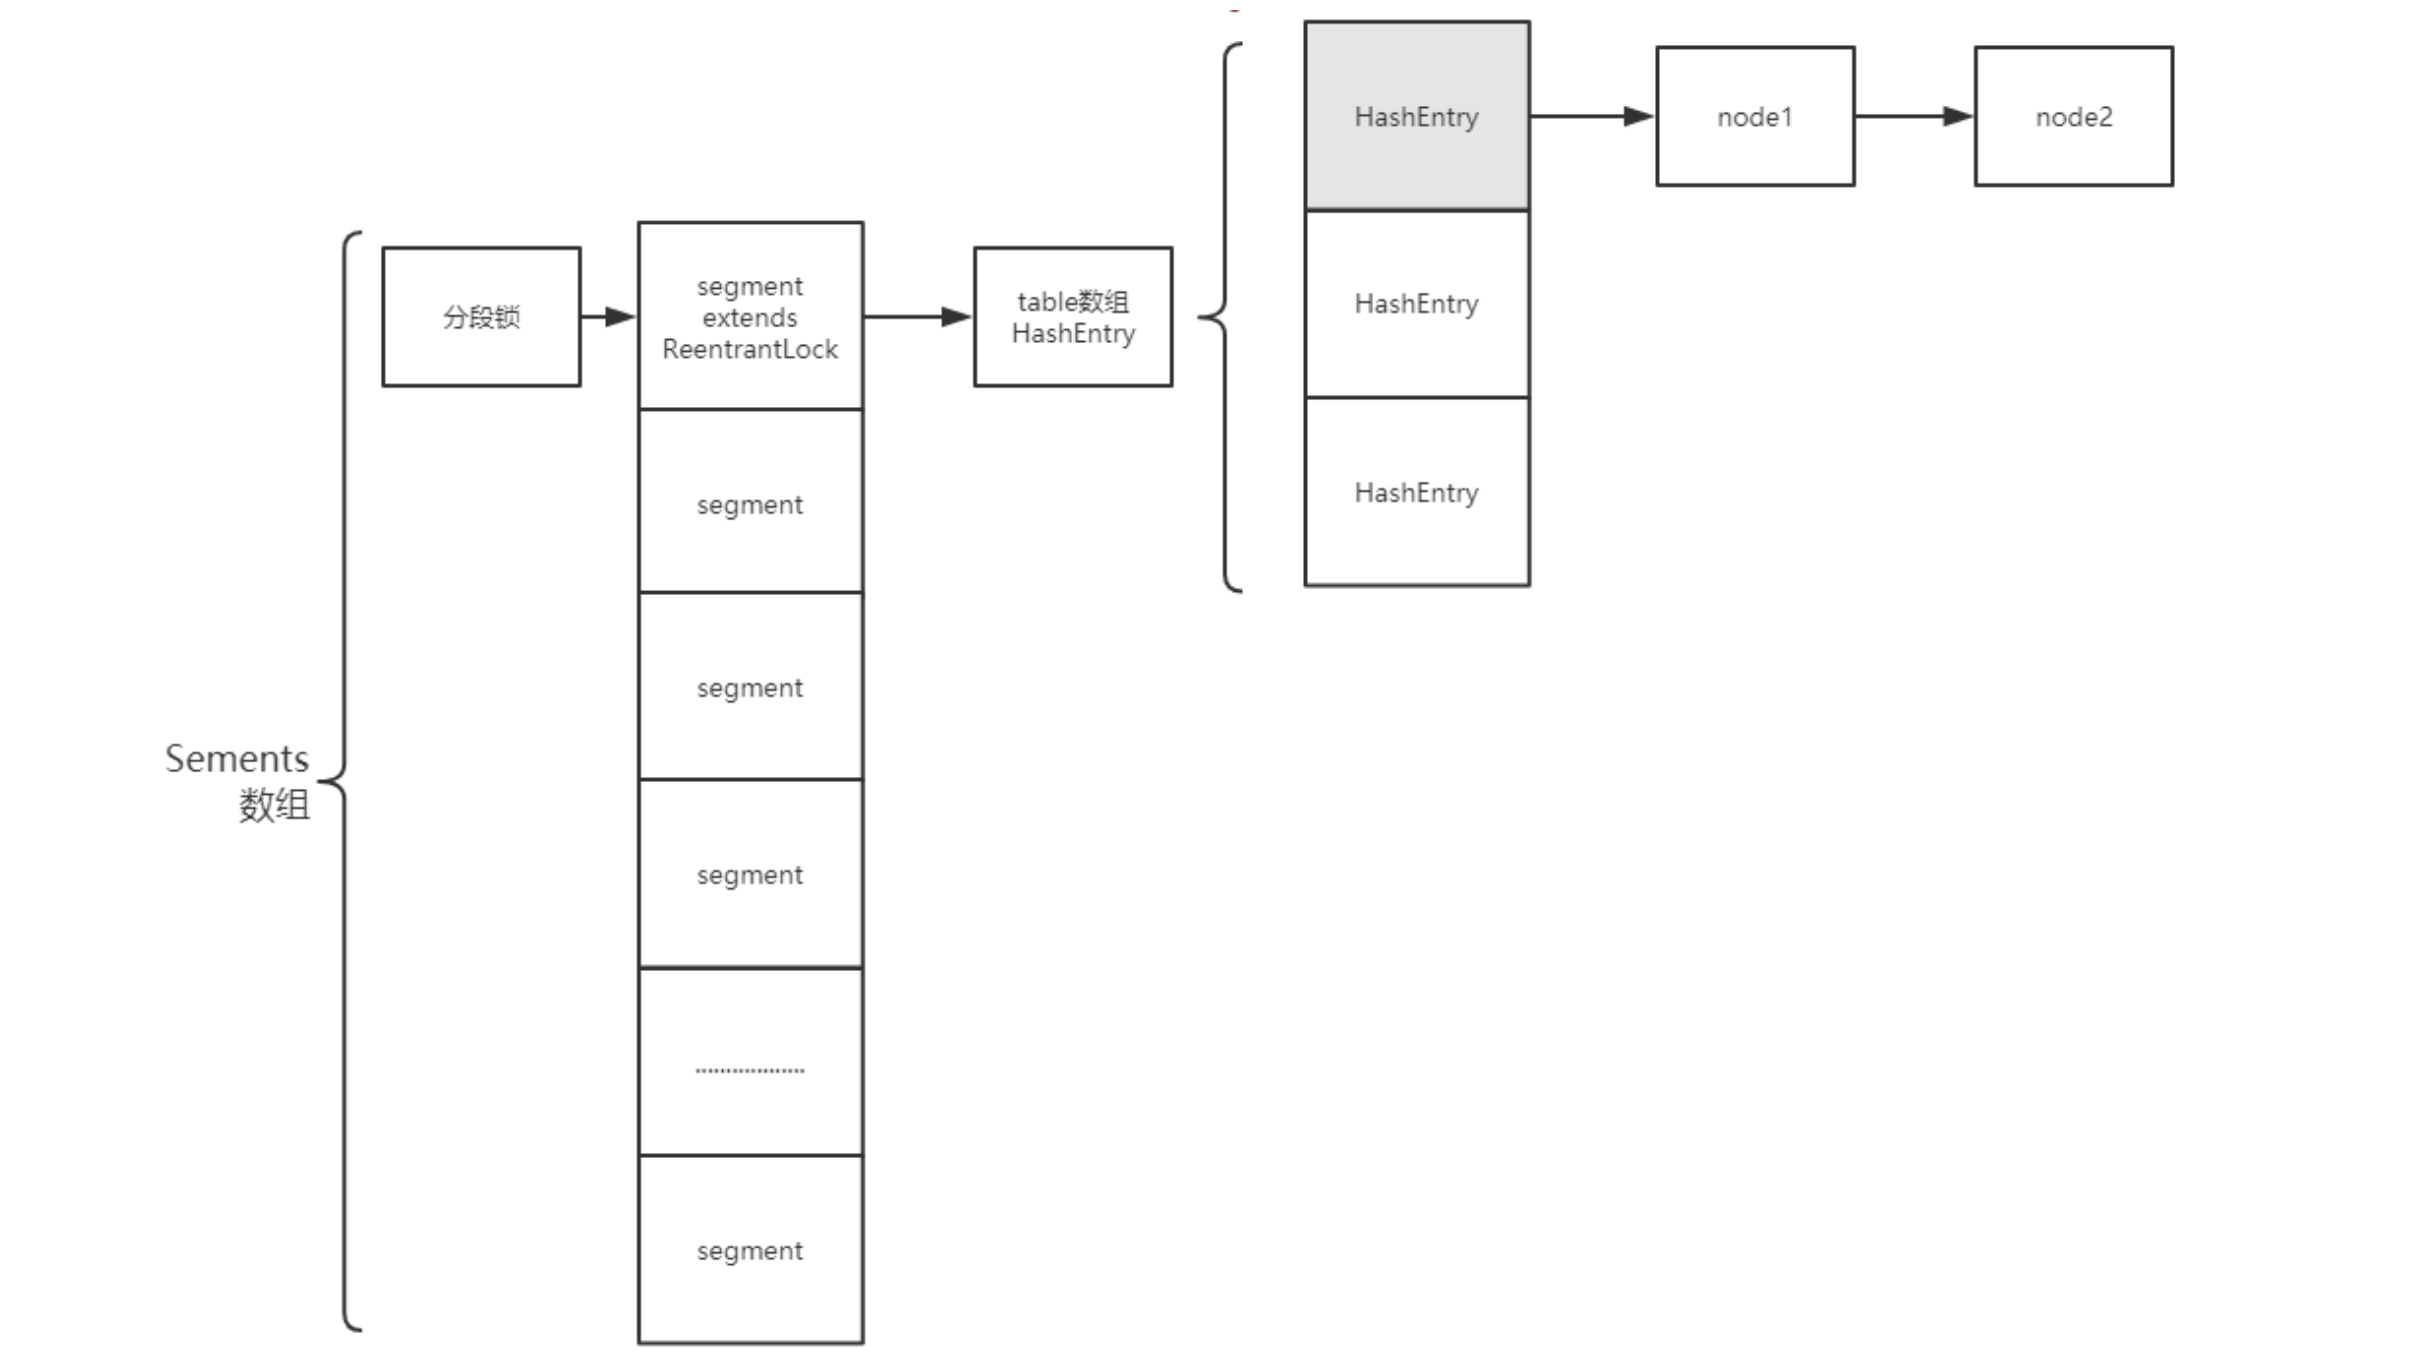 Sements
数组
分段锁
segment
extends
ReentrantLock
segment
segment
segment
..................
segment
table数组
HashEntry
HashEntry
HashEntry
HashEntry
node1
node2